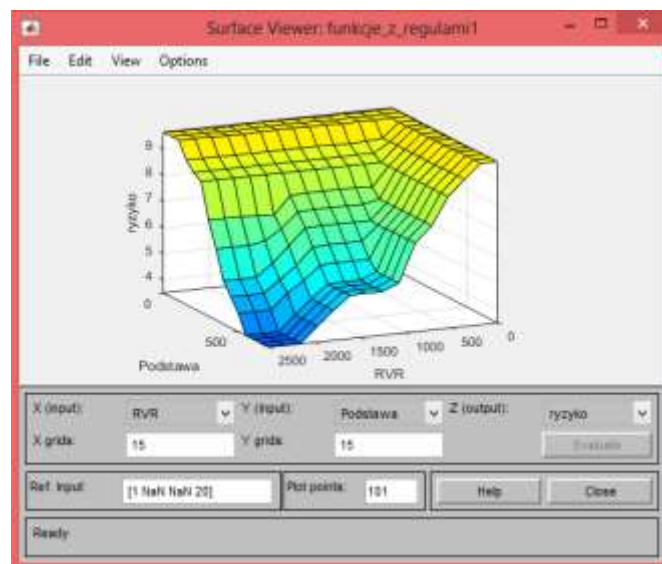 Surface Viewer: funkcje_z_regulami1
File Edit View Options
9
8
7
6
5
4
ryzyko
0
500
Podstawa
2500 2000 1500 1000 500 0
RVR
X (input): RVR Y (input): Podstawa Z (output): ryzyko
X grids: 15 Y grids: 15 Evaluate
Ref. Input: [1 NaN NaN 20] Plot points: 101 Help Close
Ready